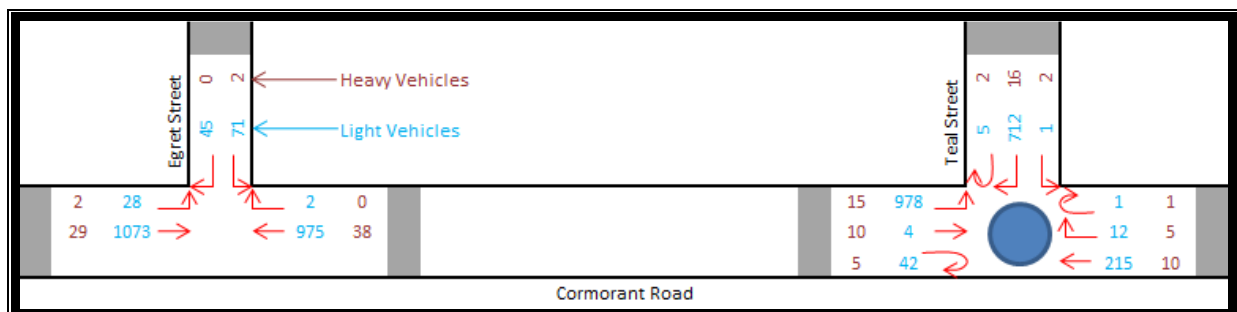 0 2 Heavy Vehicles
45 71 Light Vehicles
Egret Street
2 16 2
5 712 1
Teal Street
2 28 2 0
29 1073 975 38
15 978 1 1
10 4 12 5
5 42 215 10
Cormorant Road